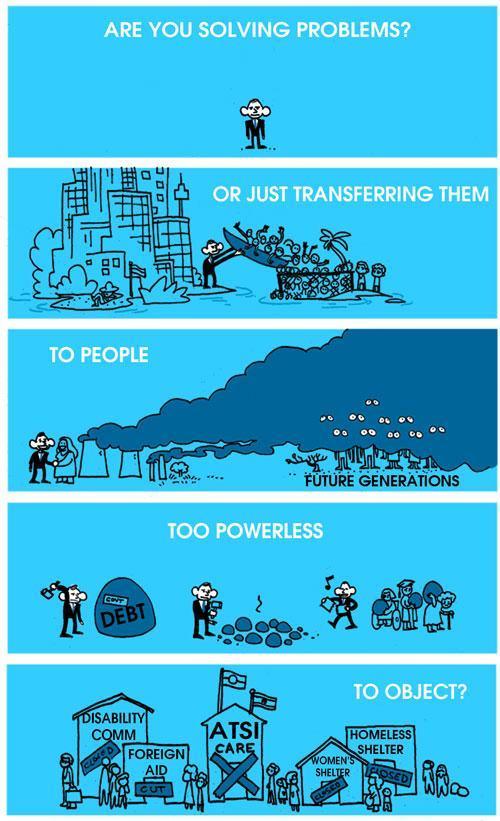 ARE YOU SOLVING PROBLEMS?
OR JUST TRANSFERRING THEM
TO PEOPLE
FUTURE GENERATIONS
TOO POWERLESS
GOVT
DEBT
TO OBJECT?
DISABILITY
COMM
CLOSED
FOREIGN
AID
CUT
ATSI
CARE
WOMEN'S
SHELTER
CLOSED
HOMELESS
SHELTER
CLOSED